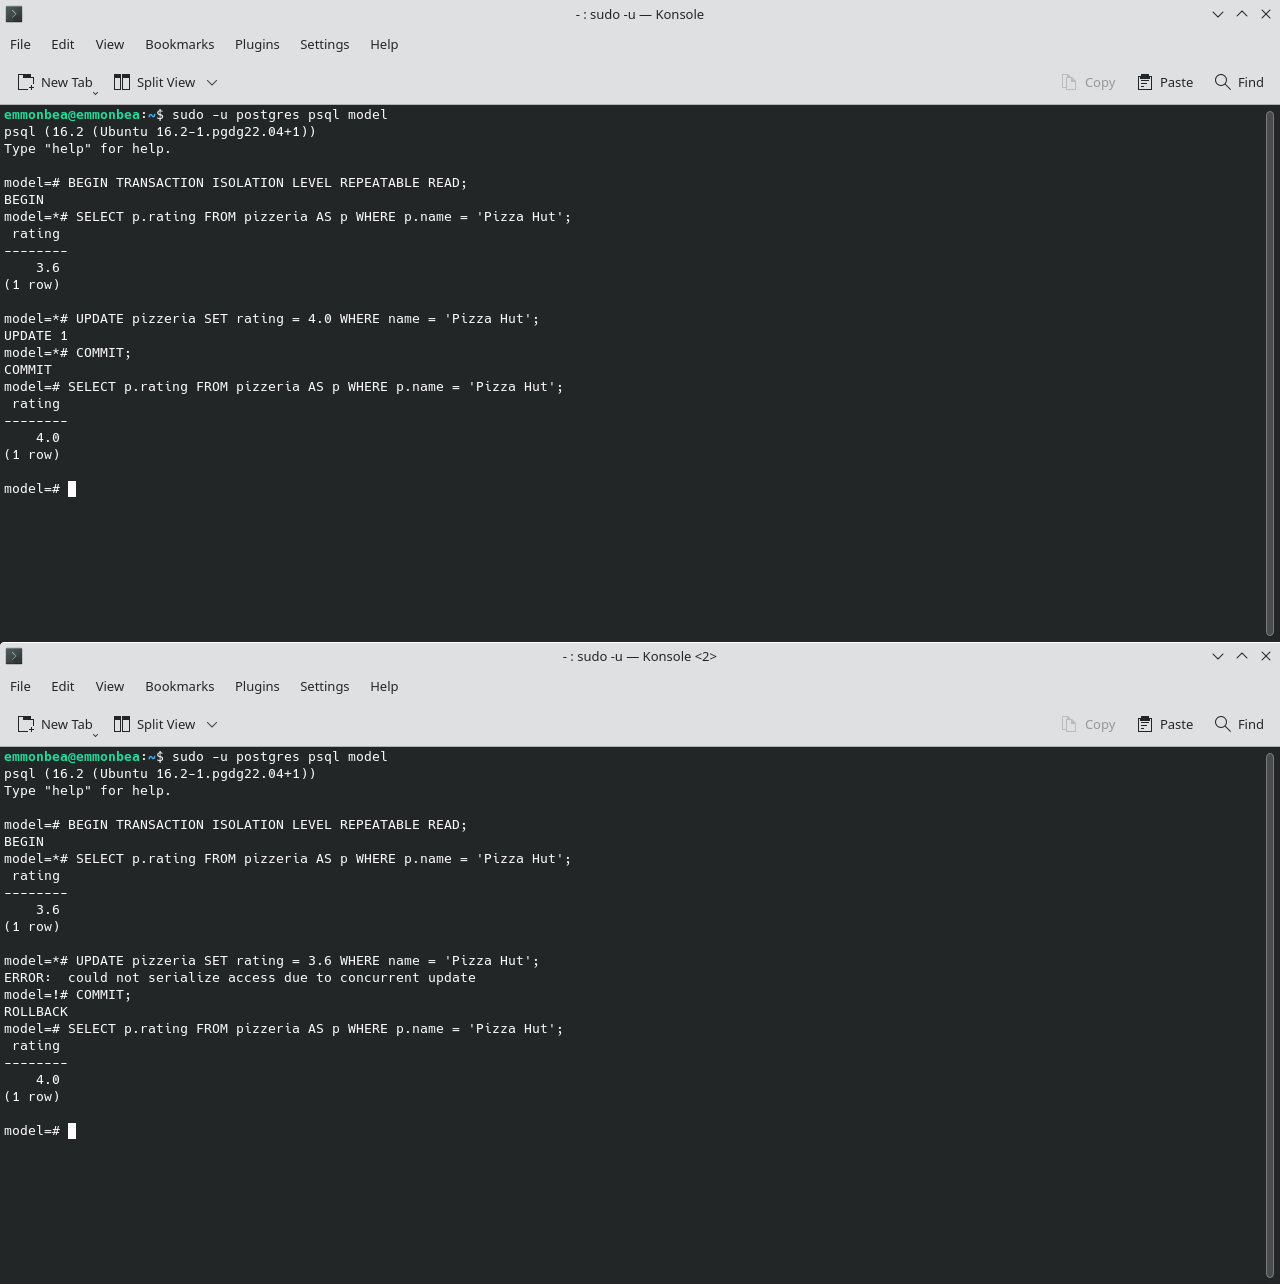 - : sudo -u — Konsole
File Edit View Bookmarks Plugins Settings Help
New Tab Split View Copy Paste Find
emmonbea@emmonbea:~$ sudo -u postgres psql model
psql (16.2 (Ubuntu 16.2-1.pgdg22.04+1))
Type "help" for help.
model=# BEGIN TRANSACTION ISOLATION LEVEL REPEATABLE READ;
BEGIN
model=*# SELECT p.rating FROM pizzeria AS p WHERE p.name = 'Pizza Hut';
rating
--------
3.6
(1 row)
model=*# UPDATE pizzeria SET rating = 4.0 WHERE name = 'Pizza Hut';
UPDATE 1
model=*# COMMIT;
COMMIT
model=# SELECT p.rating FROM pizzeria AS p WHERE p.name = 'Pizza Hut';
rating
--------
4.0
(1 row)
model=#
- : sudo -u — Konsole <2>
File Edit View Bookmarks Plugins Settings Help
New Tab Split View Copy Paste Find
emmonbea@emmonbea:~$ sudo -u postgres psql model
psql (16.2 (Ubuntu 16.2-1.pgdg22.04+1))
Type "help" for help.
model=# BEGIN TRANSACTION ISOLATION LEVEL REPEATABLE READ;
BEGIN
model=*# SELECT p.rating FROM pizzeria AS p WHERE p.name = 'Pizza Hut';
rating
--------
3.6
(1 row)
model=*# UPDATE pizzeria SET rating = 3.6 WHERE name = 'Pizza Hut';
ERROR:  could not serialize access due to concurrent update
model=!# COMMIT;
ROLLBACK
model=# SELECT p.rating FROM pizzeria AS p WHERE p.name = 'Pizza Hut';
rating
--------
4.0
(1 row)
model=#